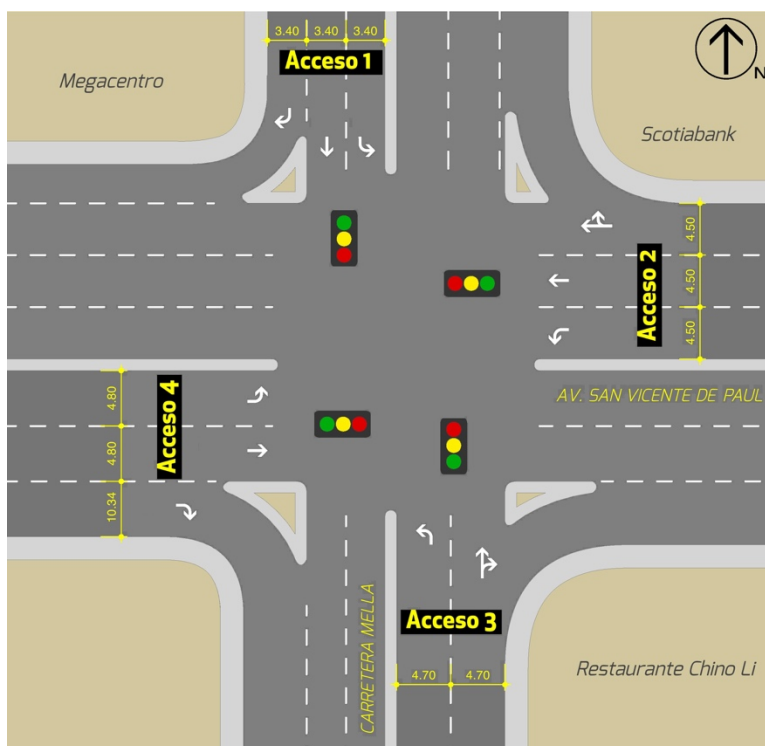 3.40 3.40 3.40
Acceso 1
N
Megacentro
Scotiabank
4.50
4.50
4.50
Acceso 2
AV. SAN VICENTE DE PAUL
4.80
4.80
10.34
Acceso 4
CARRETERA MELLA
Acceso 3
4.70 4.70
Restaurante Chino Li